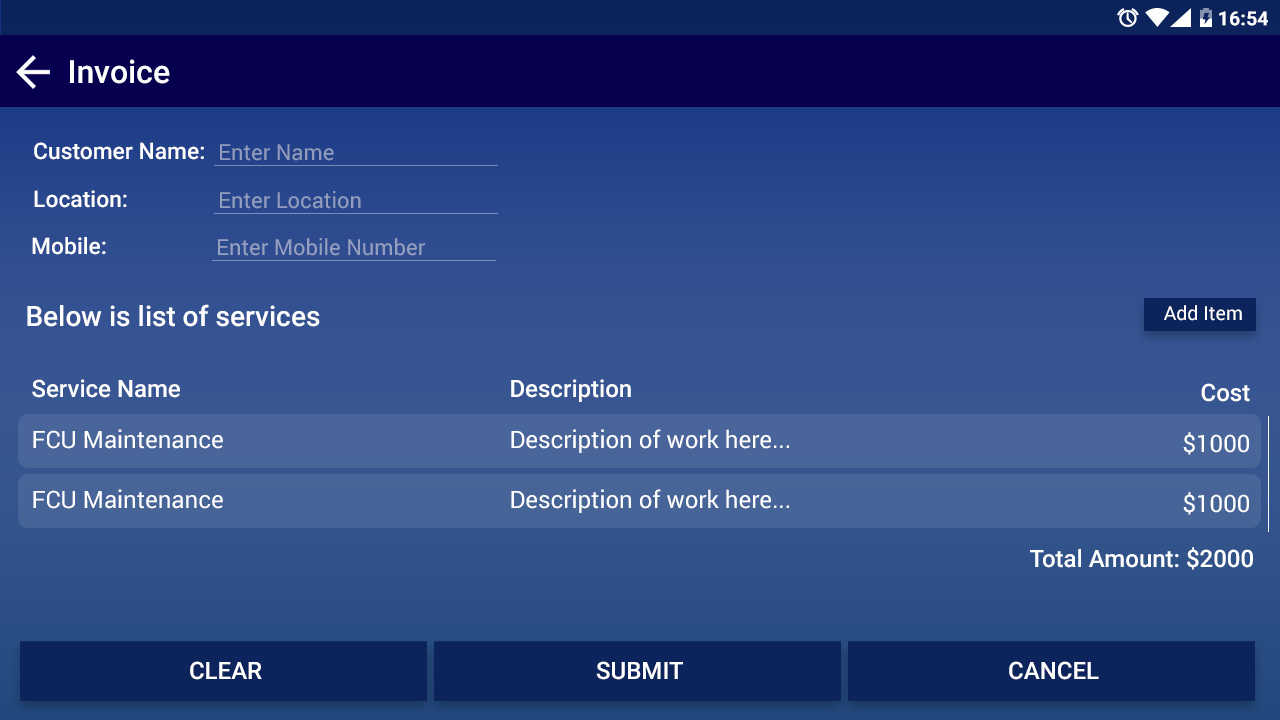 16:54
Invoice
Customer Name: Enter Name
Location: Enter Location
Mobile: Enter Mobile Number
Below is list of services Add Item
Service Name Description Cost
FCU Maintenance Description of work here... $1000
FCU Maintenance Description of work here... $1000
Total Amount: $2000
CLEAR SUBMIT CANCEL